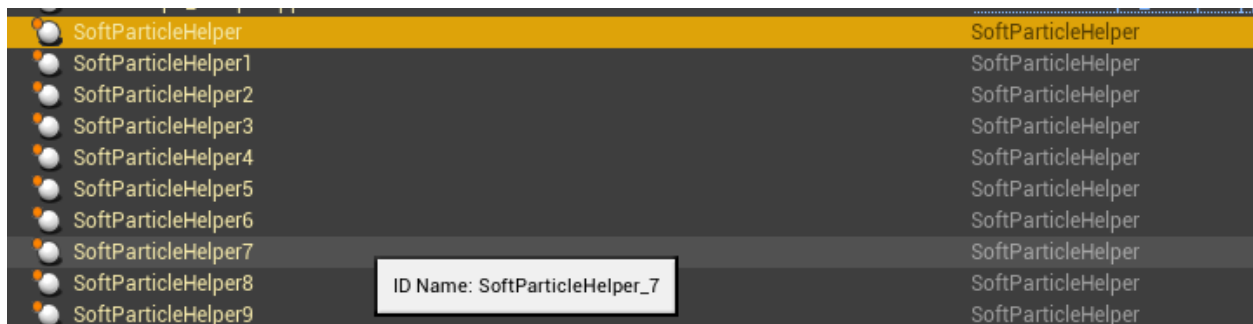 SoftParticleHelper SoftParticleHelper
SoftParticleHelper1 SoftParticleHelper
SoftParticleHelper2 SoftParticleHelper
SoftParticleHelper3 SoftParticleHelper
SoftParticleHelper4 SoftParticleHelper
SoftParticleHelper5 SoftParticleHelper
SoftParticleHelper6 SoftParticleHelper
SoftParticleHelper7 SoftParticleHelper
SoftParticleHelper8 SoftParticleHelper
ID Name: SoftParticleHelper_7
SoftParticleHelper9 SoftParticleHelper